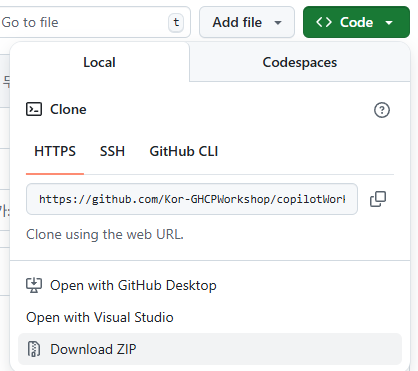 Go to file
t
Add file
Code
Local
Codespaces
Clone
HTTPS
SSH
GitHub CLI
https://github.com/Kor-GHCPWorkshop/copilotWor
Clone using the web URL.
Open with GitHub Desktop
Open with Visual Studio
Download ZIP